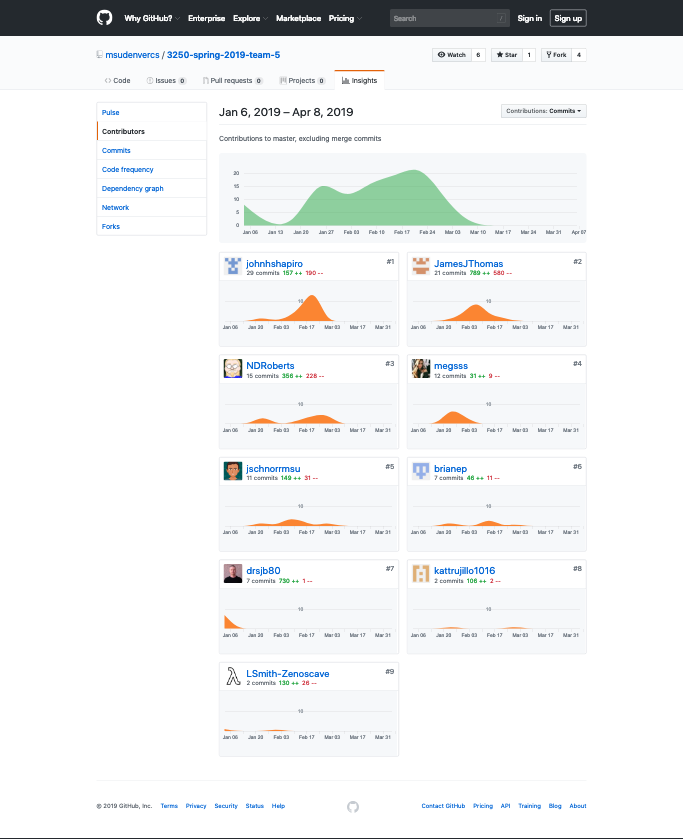 Why GitHub? Enterprise Explore Marketplace Pricing Search / Sign in Sign up
msudenvercs / 3250-spring-2019-team-5 Watch 6 Star 1 Fork 4
Code Issues 0 Pull requests 0 Projects 0 Insights
Pulse
Contributors
Commits
Code frequency
Dependency graph
Network
Forks
Jan 6, 2019 – Apr 8, 2019 Contributions: Commits
Contributions to master, excluding merge commits
20
15
10
5
0
Jan 06 Jan 13 Jan 20 Jan 27 Feb 03 Feb 10 Feb 17 Feb 24 Mar 03 Mar 10 Mar 17 Mar 24 Mar 31 Apr 07
johnhshapiro #1
29 commits 157 ++ 190 --
10
Jan 06 Jan 20 Feb 03 Feb 17 Mar 03 Mar 17 Mar 31
JamesJThomas #2
21 commits 789 ++ 580 --
10
Jan 06 Jan 20 Feb 03 Feb 17 Mar 03 Mar 17 Mar 31
NDRoberts #3
15 commits 356 ++ 226 --
10
Jan 06 Jan 20 Feb 03 Feb 17 Mar 03 Mar 17 Mar 31
megsss #4
12 commits 31 ++ 9 --
10
Jan 06 Jan 20 Feb 03 Feb 17 Mar 03 Mar 17 Mar 31
jschnorrmsu #5
11 commits 149 ++ 31 --
10
Jan 06 Jan 20 Feb 03 Feb 17 Mar 03 Mar 17 Mar 31
brianep #6
7 commits 46 ++ 11 --
10
Jan 06 Jan 20 Feb 03 Feb 17 Mar 03 Mar 17 Mar 31
drsjb80 #7
7 commits 730 ++ 1 --
10
Jan 06 Jan 20 Feb 03 Feb 17 Mar 03 Mar 17 Mar 31
kattrujillo1016 #8
2 commits 106 ++ 2 --
10
Jan 06 Jan 20 Feb 03 Feb 17 Mar 03 Mar 17 Mar 31
LSmith-Zenoscave #9
2 commits 130 ++ 26 --
10
Jan 06 Jan 20 Feb 03 Feb 17 Mar 03 Mar 17 Mar 31
© 2019 GitHub, Inc. Terms Privacy Security Status Help Contact GitHub Pricing API Training Blog About